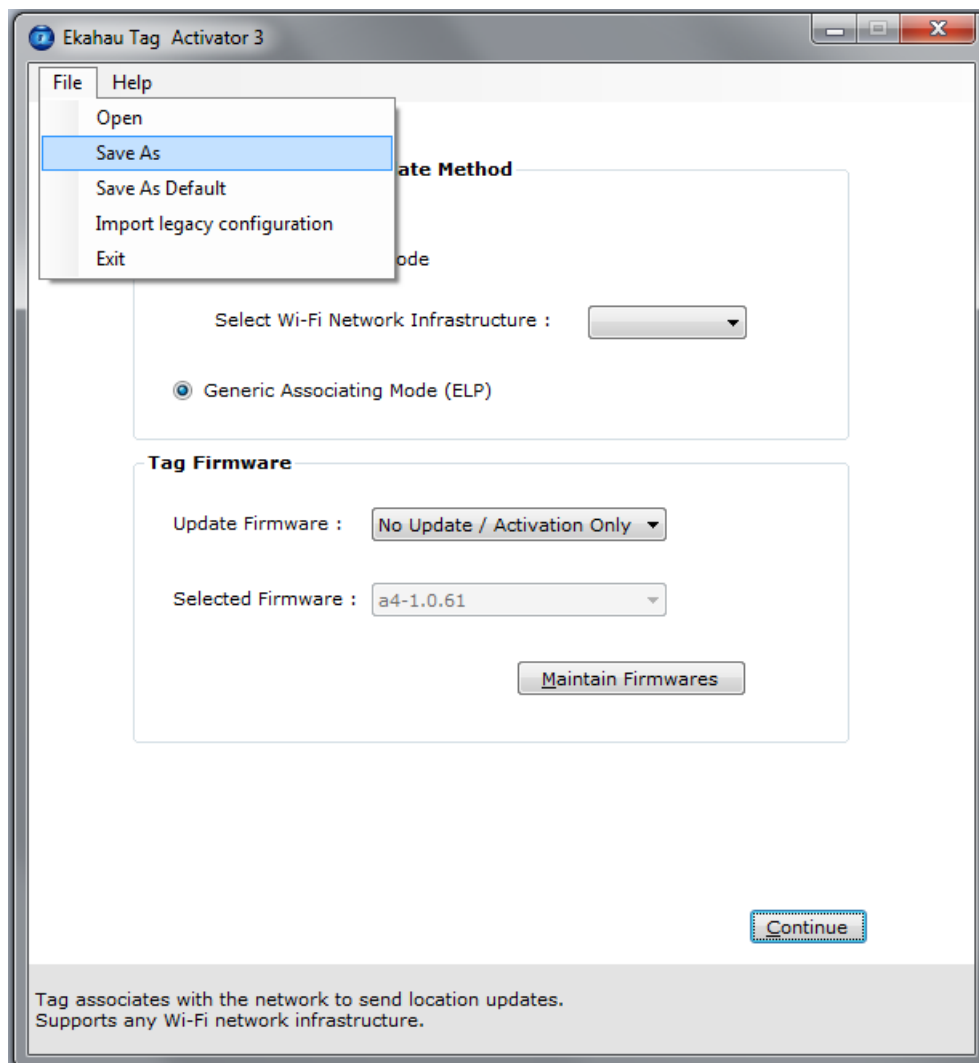 Ekahau Tag Activator 3
File Help
Open
Save As
Save As Default
Import legacy configuration
Exit
ate Method
ode
Select Wi-Fi Network Infrastructure :
Generic Associating Mode (ELP)
Tag Firmware
Update Firmware : No Update / Activation Only
Selected Firmware : a4-1.0.61
Maintain Firmwares
Continue
Tag associates with the network to send location updates.
Supports any Wi-Fi network infrastructure.